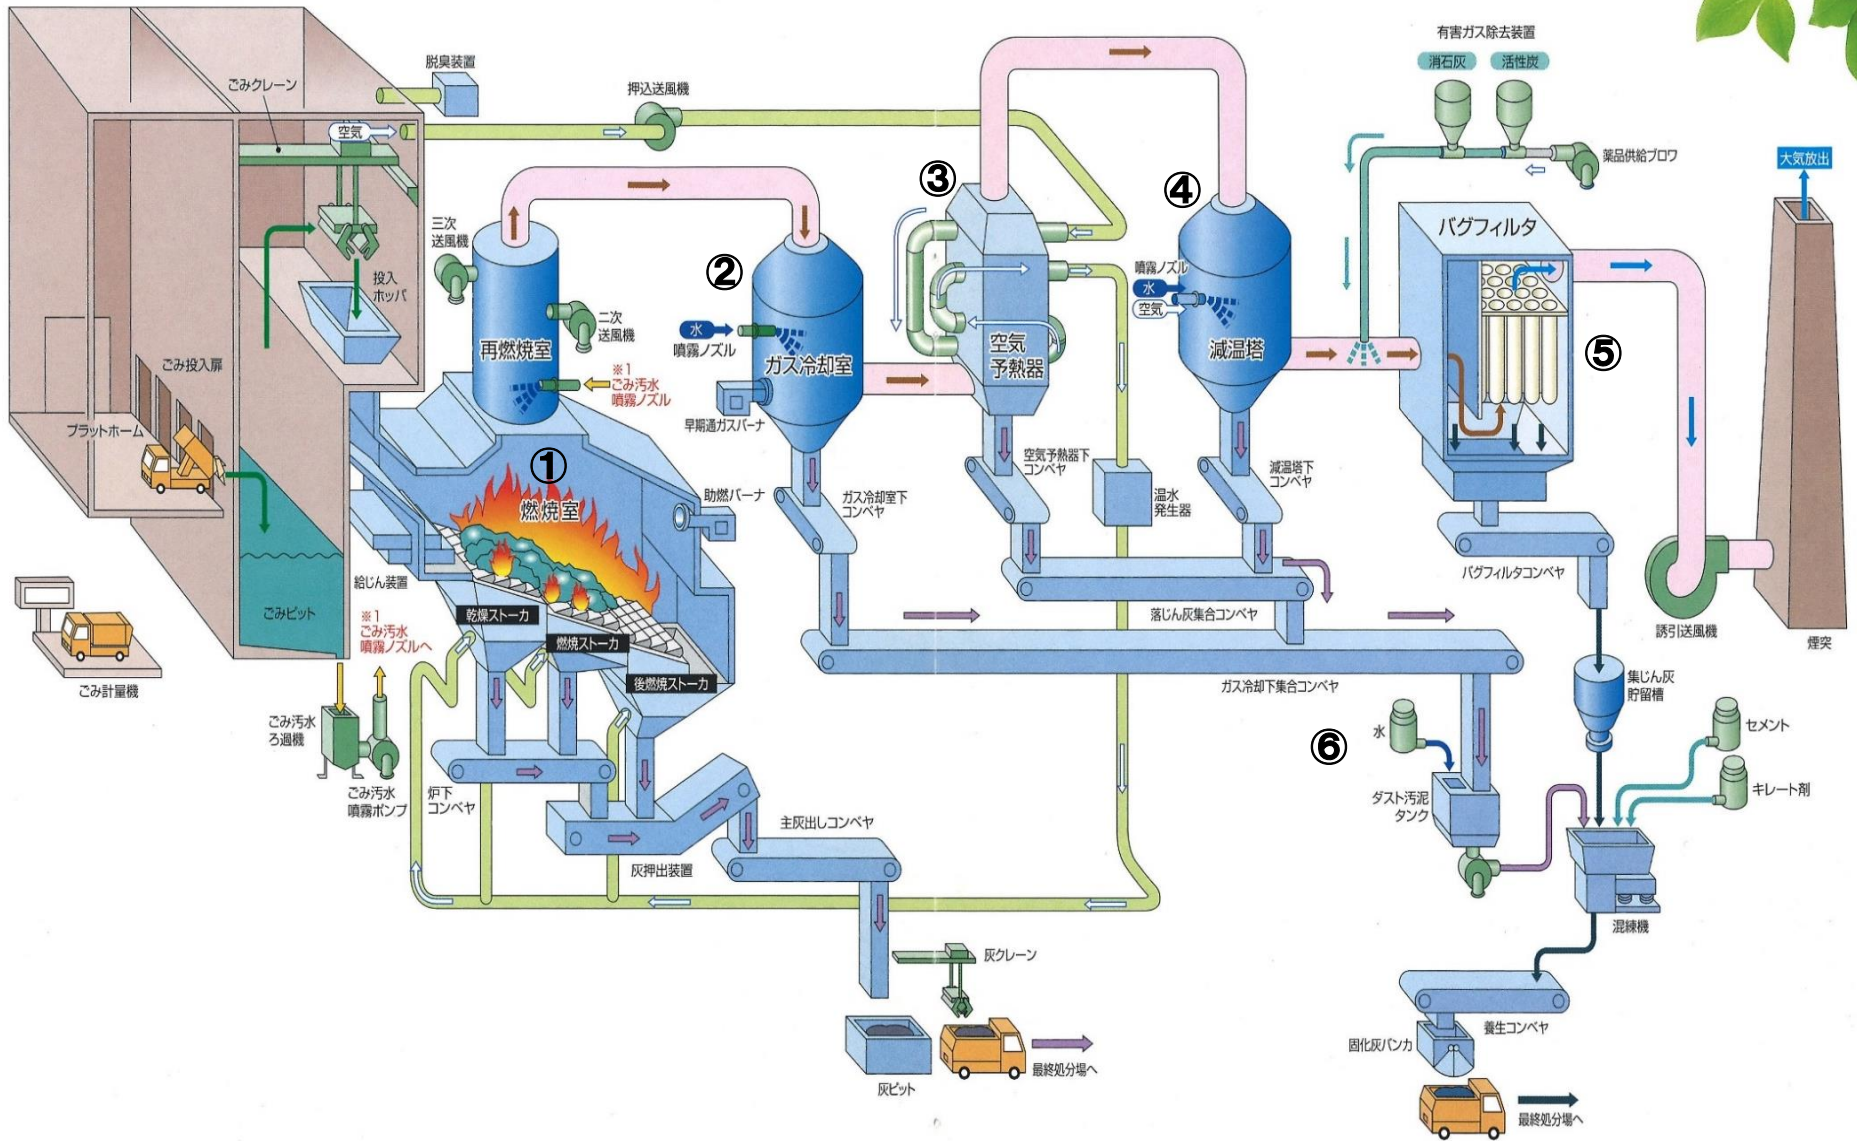 脱臭装置
ごみクレーン
空気
押込送風機
有害ガス除去装置
消石灰
活性炭
薬品供給ブロワ
大気放出
三次
送風機
投入
ホッパ
二次
送風機
再燃焼室
※1
ごみ汚水
噴霧ノズル
②
水
噴霧ノズル
ガス冷却室
早期過ガスバーナ
③
空気
予熱器
④
噴霧ノズル
水
空気
減温塔
バグフィルタ
⑤
ごみ投入扉
プラットホーム
①
燃焼室
助燃バーナ
ガス冷却室下
コンベヤ
空気予熱器下
コンベヤ
温水
発生器
減温塔下
コンベヤ
バグフィルタコンベヤ
誘引送風機
煙突
給じん装置
ごみピット
※1
ごみ汚水
噴霧ノズルへ
乾燥ストーカ
燃焼ストーカ
後燃焼ストーカ
落じん灰集合コンベヤ
ガス冷却下集合コンベヤ
ごみ計量機
ごみ汚水
ろ過機
ごみ汚水
噴霧ポンプ
炉下
コンベヤ
灰押出装置
主灰出しコンベヤ
集じん灰
貯留槽
⑥
水
セメント
キレート剤
ダスト汚泥
タンク
混練機
灰クレーン
灰ピット
最終処分場へ
養生コンベヤ
固化灰バンカ
最終処分場へ